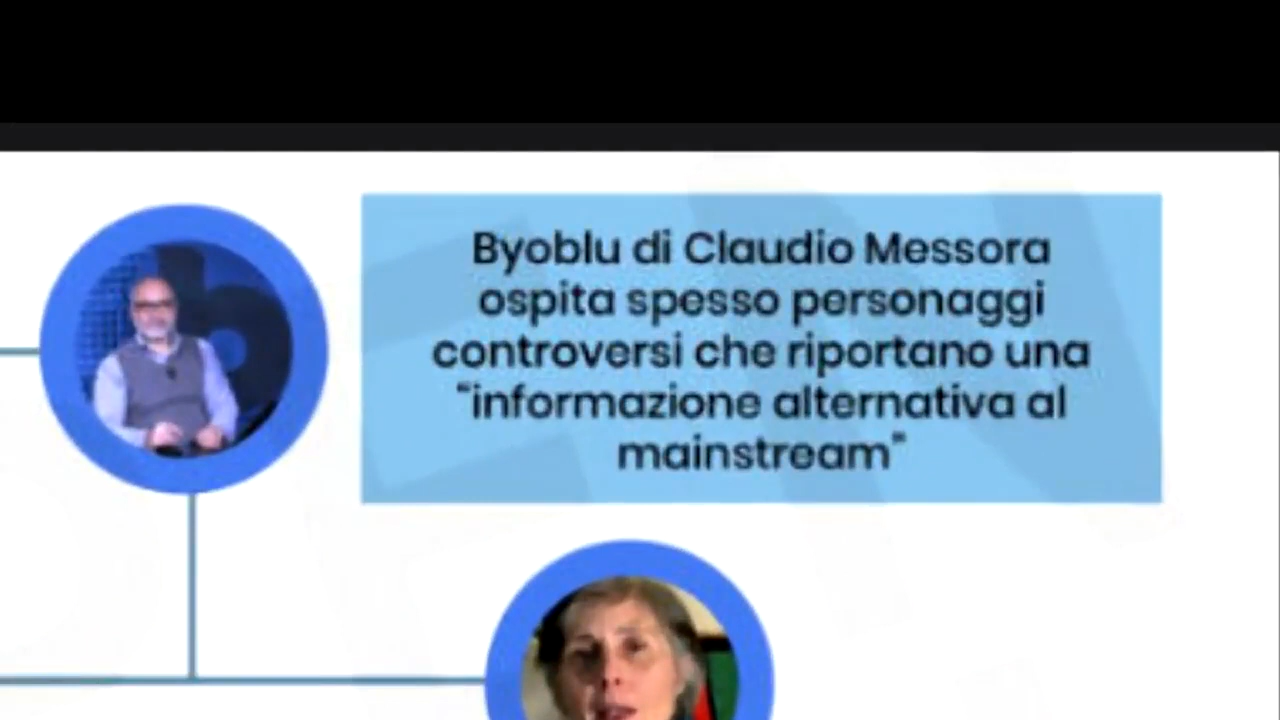 Byoblu di Claudio Messora
ospita spesso personaggi
controversi che riportano una
"informazione alternativa al
mainstream"